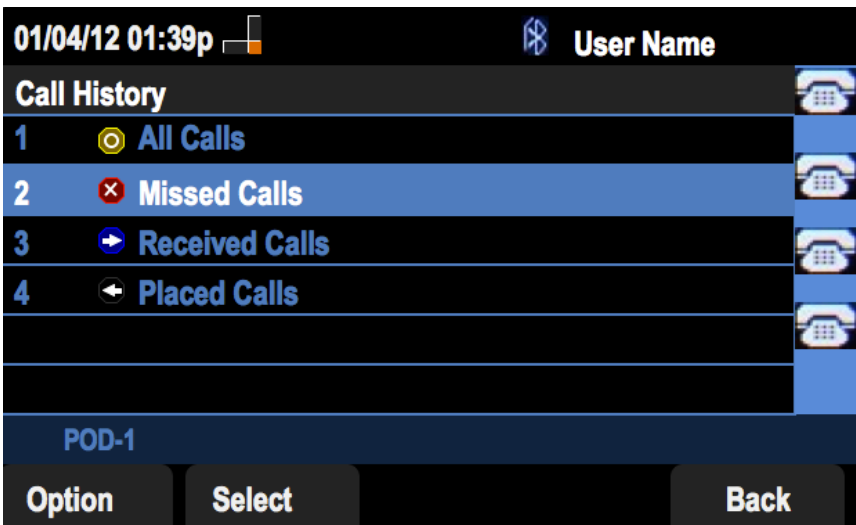 01/04/12 01:39p User Name
Call History
1 All Calls
2 Missed Calls
3 Received Calls
4 Placed Calls
POD-1
Option Select Back